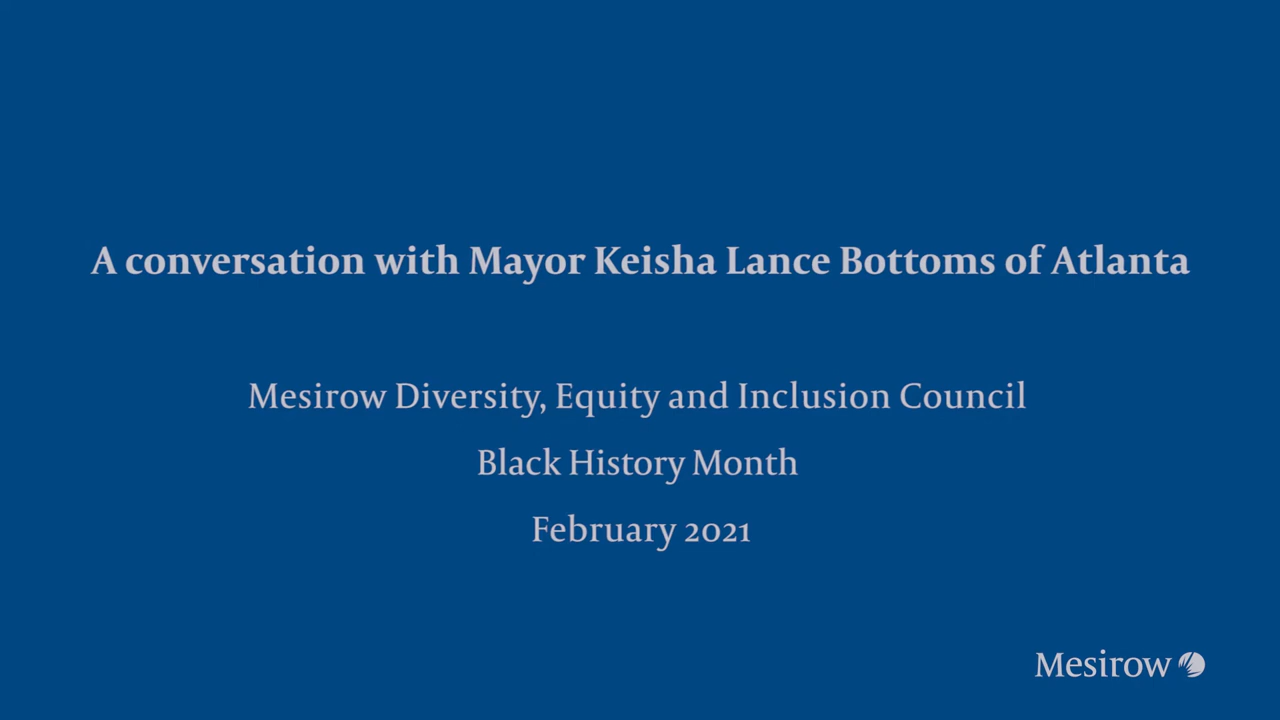 A conversation with Mayor Keisha Lance Bottoms of Atlanta
Mesirow Diversity, Equity and Inclusion Council
Black History Month
February 2021
Mesirow